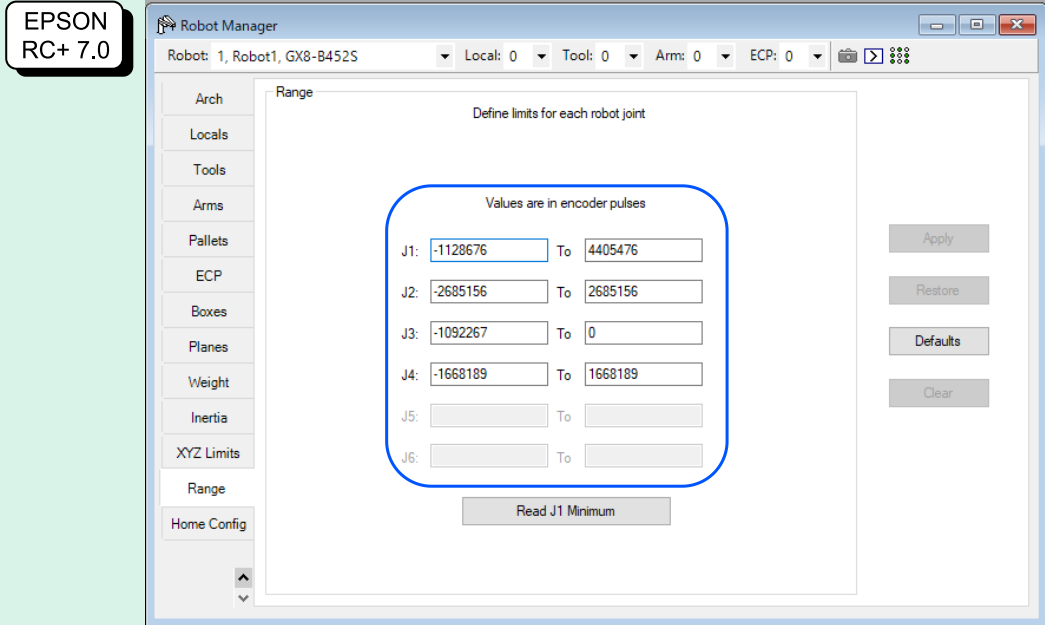 EPSON
RC+ 7.0
Robot Manager
Robot: 1, Robot1, GX8-B452S Local: 0 Tool: 0 Arm: 0 ECP: 0
Arch
Locals
Tools
Arms
Pallets
ECP
Boxes
Planes
Weight
Inertia
XYZ Limits
Range
Home Config
Range
Define limits for each robot joint
Values are in encoder pulses
J1: -1128676 To 4405476
J2: -2685156 To 2685156
J3: -1092267 To 0
J4: -1668189 To 1668189
J5: To
J6: To
Read J1 Minimum
Apply
Restore
Defaults
Clear